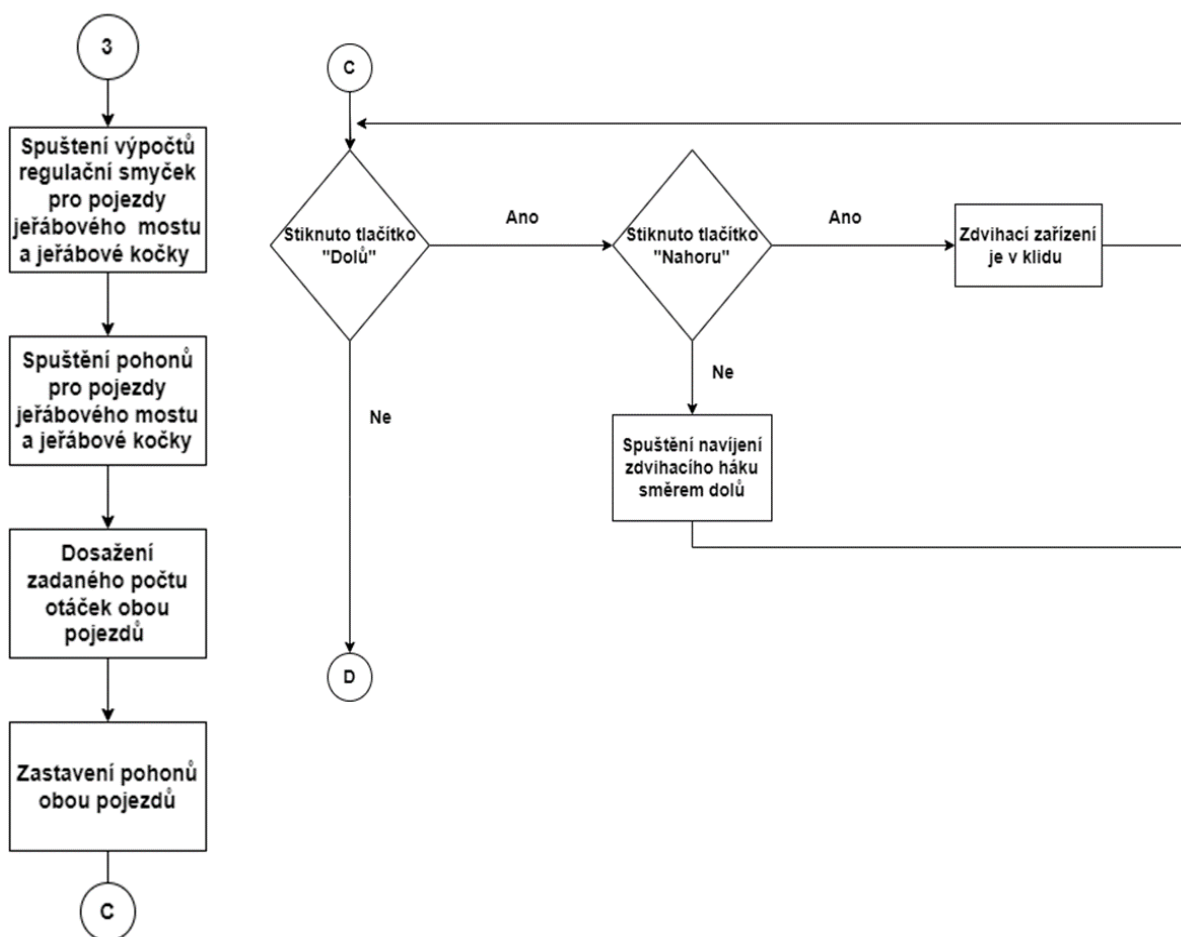 3
Spuštení výpočtů
regulační smyček
pro pojezdy
jeřábového mostu
a jeřábové kočky
Spuštění pohonů
pro pojezdy
jeřábového mostu
a jeřábové kočky
Dosažení
zadaného počtu
otáček obou
pojezdů
Zastavení pohonů
obou pojezdů
C
C
Stiknuto tlačítko
"Dolů"
Ano
Stiknuto tlačítko
"Nahoru"
Ano
Zdvihací zařízení
je v klidu
Ne
Ne
Spuštění navíjení
zdvihacího háku
směrem dolů
D